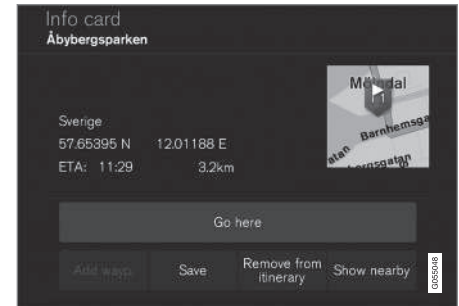 Info card
Åbybergsparken
Mölndal
1
Barnhemsga
Sverige
57.65395 N 12.01188 E
ETA: 11:29 3.2km
Go here
Add wayp.
Save
Remove from
itinerary
Show nearby
G055048